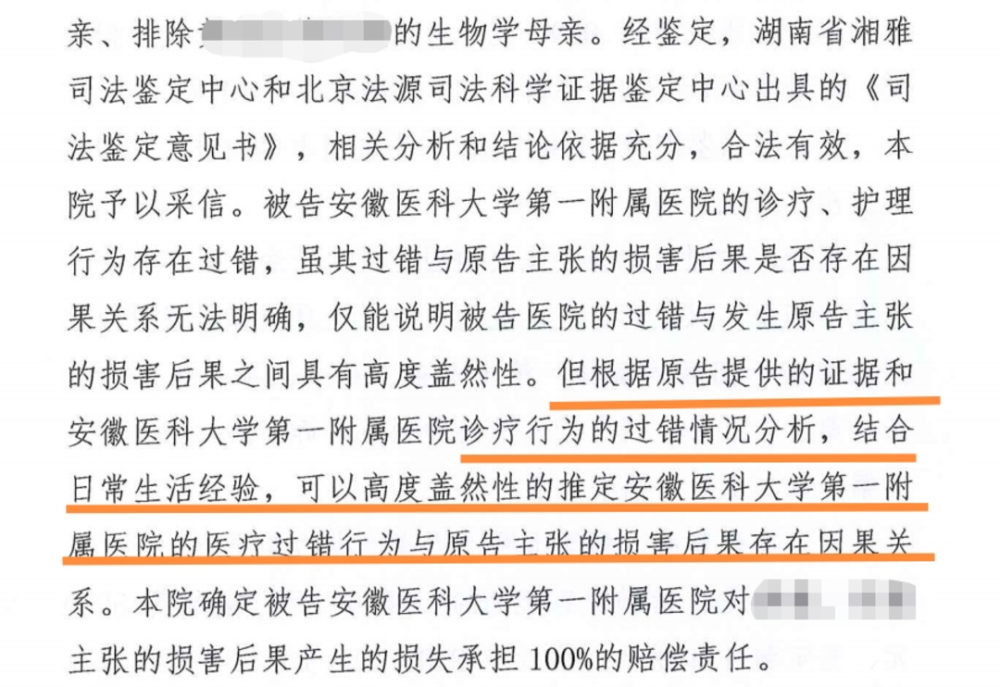 亲、排除的生物学母亲。经鉴定，湖南省湘雅
司法鉴定中心和北京法源司法科学证据鉴定中心出具的《司
法鉴定意见书》，相关分析和结论依据充分，合法有效，本
院予以采信。被告安徽医科大学第一附属医院的诊疗、护理
行为存在过错，虽其过错与原告主张的损害后果是否存在因
果关系无法明确，仅能说明被告医院的过错与发生原告主张
的损害后果之间具有高度盖然性。但根据原告提供的证据和
安徽医科大学第一附属医院诊疗行为的过错情况分析，结合
日常生活经验，可以高度盖然性的推定安徽医科大学第一附
属医院的医疗过错行为与原告主张的损害后果存在因果关
系。本院确定被告安徽医科大学第一附属医院对
主张的损害后果产生的损失承担100%的赔偿责任。